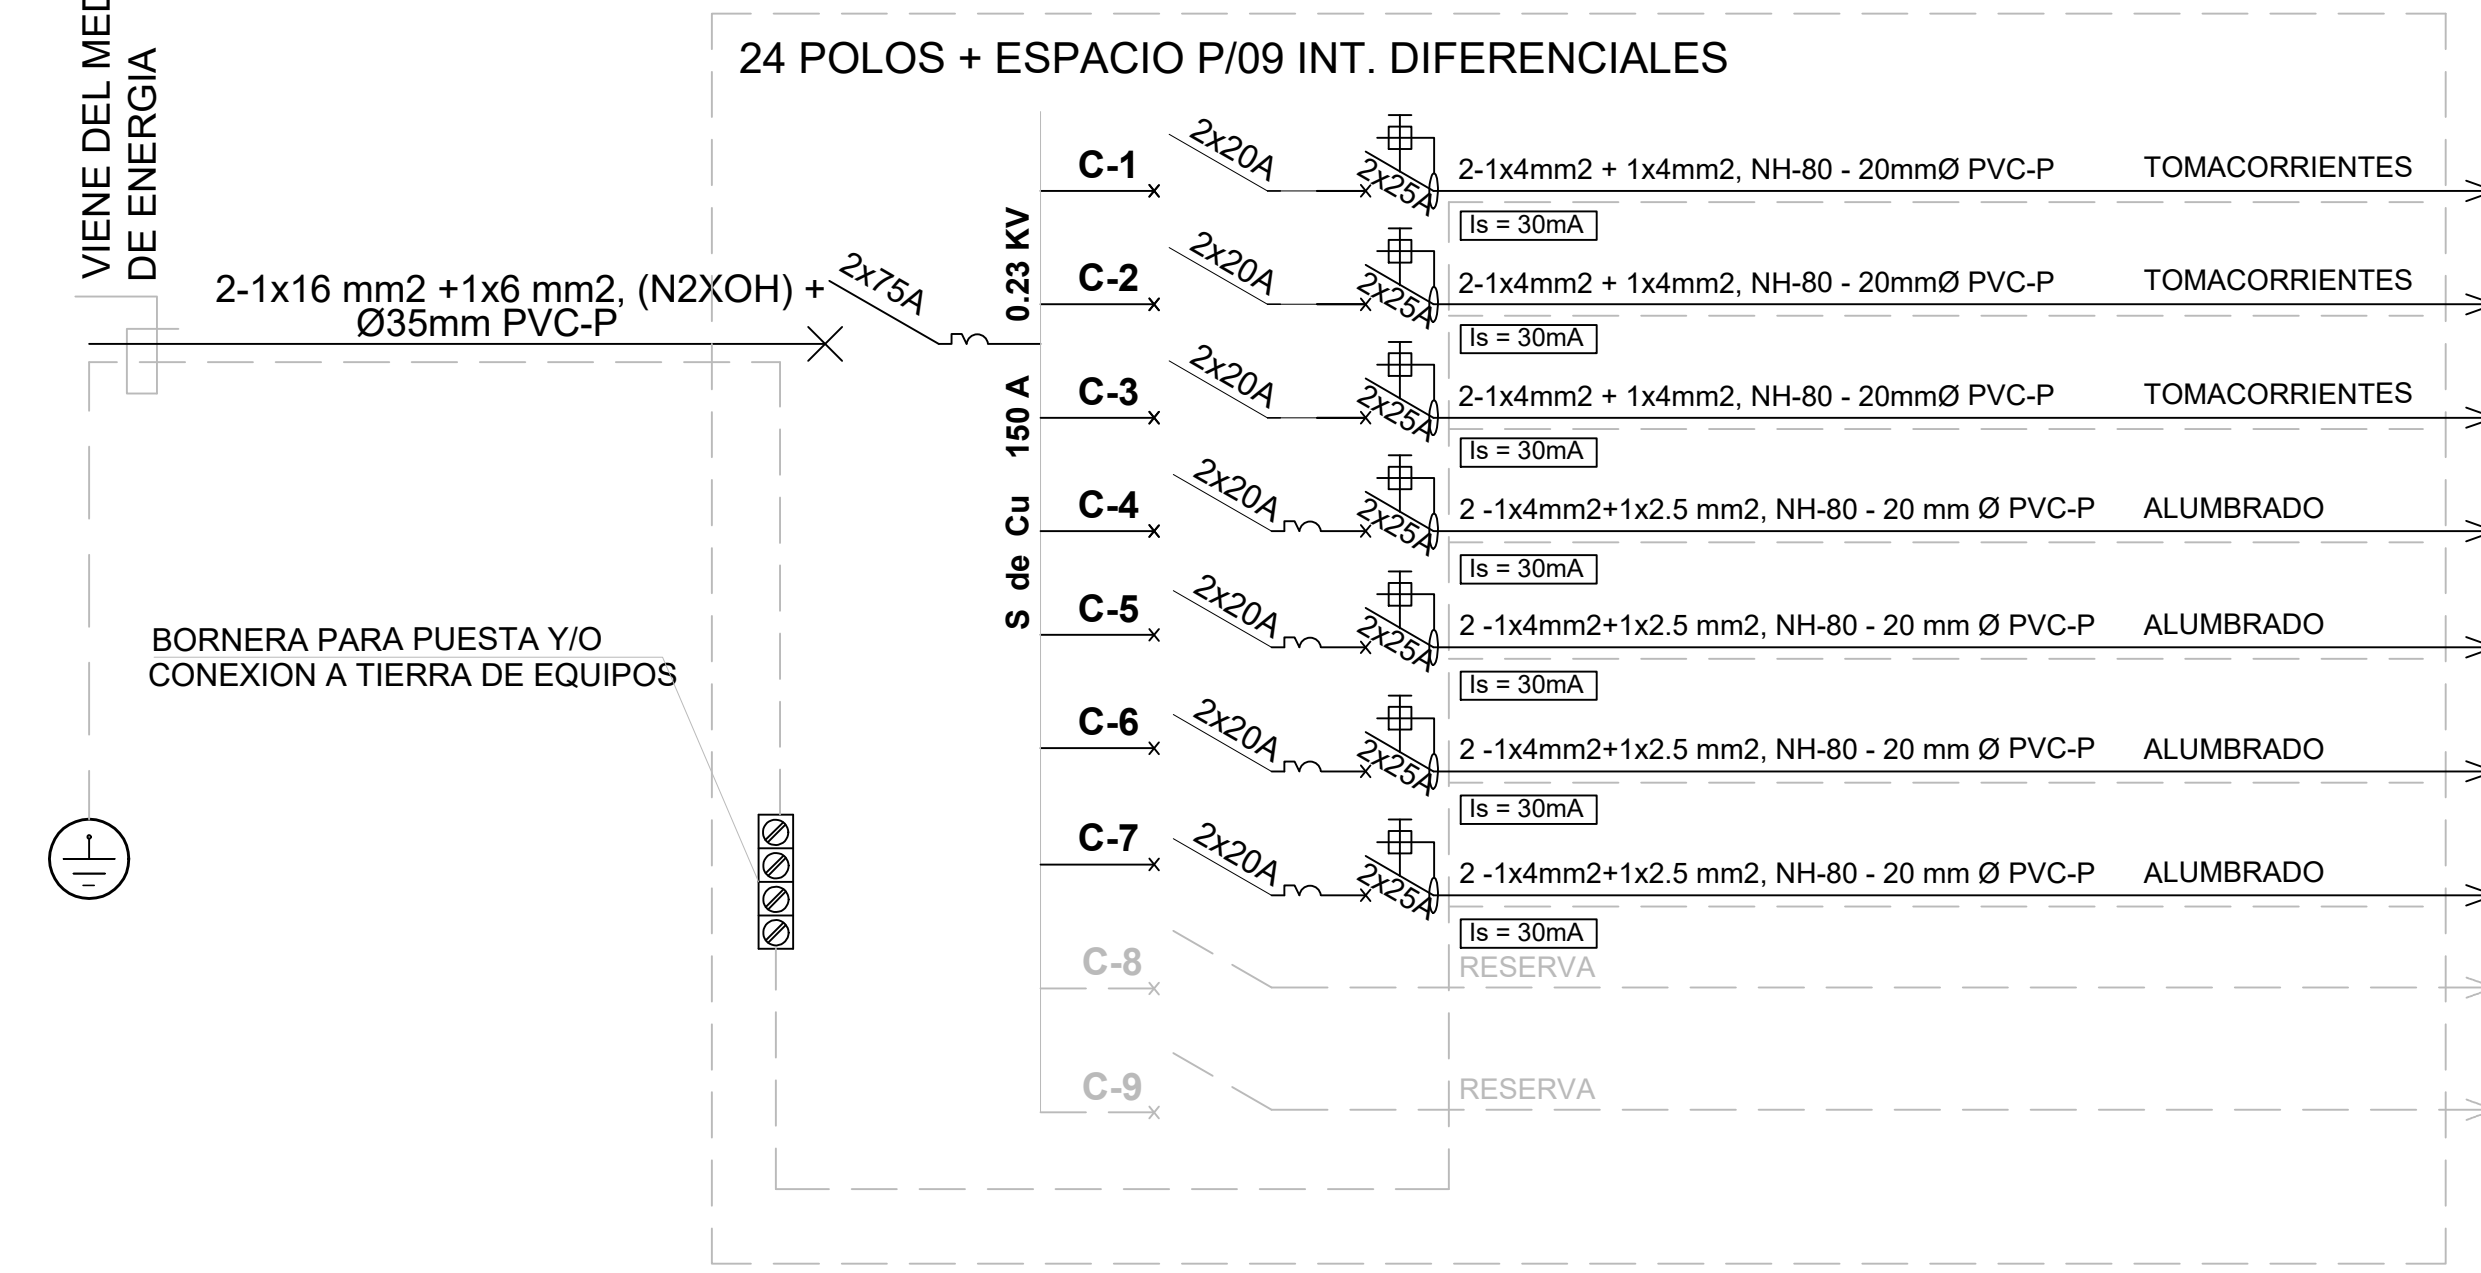 24 POLOS + ESPACIO P/09 INT. DIFERENCIALES
VIENE DEL
DE ENERGIA
2-1x16 mm2 +1x6 mm2, (N2XOH) +
Ø35mm PVC-P
2x75A
S de Cu 150 A 0.23 KV
C-1 2x20A 2x25A 2-1x4mm2 + 1x4mm2, NH-80 - 20mmØ PVC-P TOMACORRIENTES
Is = 30mA
C-2 2x20A 2x25A 2-1x4mm2 + 1x4mm2, NH-80 - 20mmØ PVC-P TOMACORRIENTES
Is = 30mA
C-3 2x20A 2x25A 2-1x4mm2 + 1x4mm2, NH-80 - 20mmØ PVC-P TOMACORRIENTES
Is = 30mA
C-4 2x20A 2x25A 2 -1x4mm2+1x2.5 mm2, NH-80 - 20 mm Ø PVC-P ALUMBRADO
Is = 30mA
C-5 2x20A 2x25A 2 -1x4mm2+1x2.5 mm2, NH-80 - 20 mm Ø PVC-P ALUMBRADO
Is = 30mA
C-6 2x20A 2x25A 2 -1x4mm2+1x2.5 mm2, NH-80 - 20 mm Ø PVC-P ALUMBRADO
Is = 30mA
C-7 2x20A 2x25A 2 -1x4mm2+1x2.5 mm2, NH-80 - 20 mm Ø PVC-P ALUMBRADO
Is = 30mA
C-8 RESERVA
C-9 RESERVA
BORNERA PARA PUESTA Y/O
CONEXION A TIERRA DE EQUIPOS